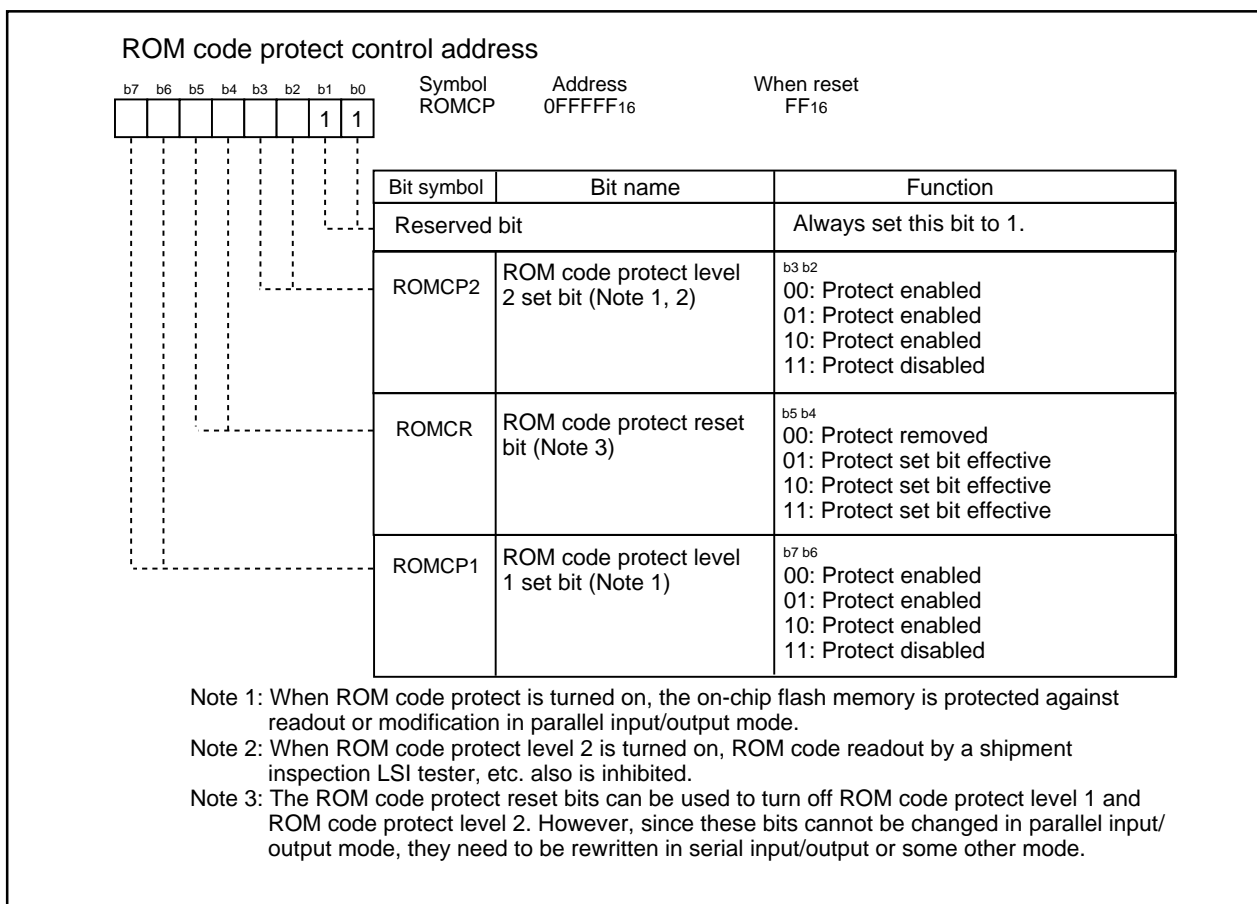 ROM code protect control address
b7 b6 b5 b4 b3 b2 b1 b0
Symbol Address When reset
ROMCP 0FFFFF16 FF16
1 1
Bit symbol Bit name Function
Reserved bit Always set this bit to 1.
ROMCP2
ROM code protect level
2 set bit (Note 1, 2)
b3 b2
00: Protect enabled
01: Protect enabled
10: Protect enabled
11: Protect disabled
ROMCR
ROM code protect reset
bit (Note 3)
b5 b4
00: Protect removed
01: Protect set bit effective
10: Protect set bit effective
11: Protect set bit effective
ROMCP1
ROM code protect level
1 set bit (Note 1)
b7 b6
00: Protect enabled
01: Protect enabled
10: Protect enabled
11: Protect disabled
Note 1: When ROM code protect is turned on, the on-chip flash memory is protected against
readout or modification in parallel input/output mode.
Note 2: When ROM code protect level 2 is turned on, ROM code readout by a shipment
inspection LSI tester, etc. also is inhibited.
Note 3: The ROM code protect reset bits can be used to turn off ROM code protect level 1 and
ROM code protect level 2. However, since these bits cannot be changed in parallel input/
output mode, they need to be rewritten in serial input/output or some other mode.